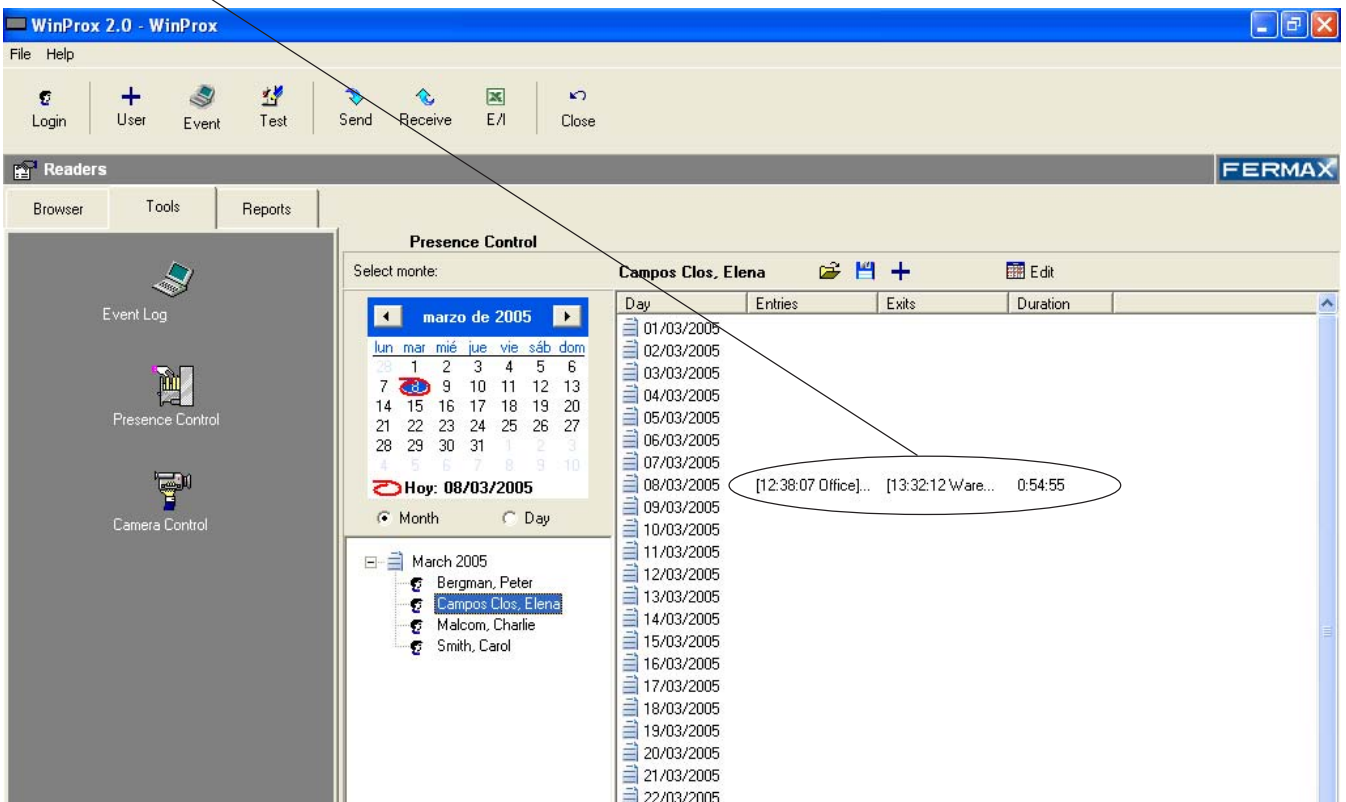 WinProx 2.0 - WinProx
File Help
Login User Event Test Send Receive E/I Close
Readers FERMAX
Browser Tools Reports
Presence Control
Select monte: Campos Clos, Elena Edit
Day Entries Exits Duration
Event Log
Presence Control
Camera Control
marzo de 2005
lun mar mié jue vie sáb dom
28 1 2 3 4 5 6
7 8 9 10 11 12 13
14 15 16 17 18 19 20
21 22 23 24 25 26 27
28 29 30 31 1 2 3
4 5 6 7 8 9 10
Hoy: 08/03/2005
Month Day
March 2005
Bergman, Peter
Campos Clos, Elena
Malcom, Charlie
Smith, Carol
01/03/2005
02/03/2005
03/03/2005
04/03/2005
05/03/2005
06/03/2005
07/03/2005
08/03/2005 [12:38:07 Office]... [13:32:12 Ware... 0:54:55
09/03/2005
10/03/2005
11/03/2005
12/03/2005
13/03/2005
14/03/2005
15/03/2005
16/03/2005
17/03/2005
18/03/2005
19/03/2005
20/03/2005
21/03/2005
22/03/2005